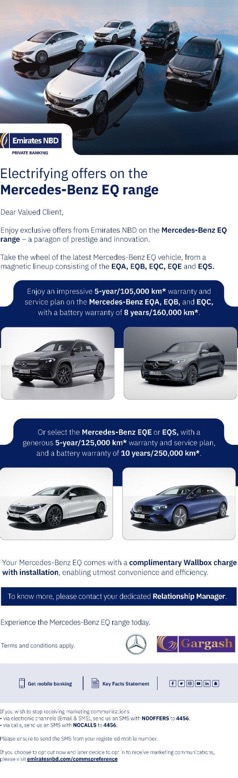 Emirates NBD
PRIVATE BANKING
Electrifying offers on the
Mercedes-Benz EQ range
Dear Valued Client,
Enjoy exclusive offers from Emirates NBD on the Mercedes-Benz EQ
range – a paragon of prestige and innovation.
Take the wheel of the latest Mercedes-Benz EQ vehicle, from a
magnetic lineup consisting of the EQA, EQB, EQC, EQE and EQS.
Enjoy an impressive 5-year/105,000 km* warranty and
service plan on the Mercedes-Benz EQA, EQB, and EQC,
with a battery warranty of 8 years/160,000 km*.
Or select the Mercedes-Benz EQE or EQS, with a
generous 5-year/125,000 km* warranty and service plan,
and a battery warranty of 10 years/250,000 km*.
Your Mercedes-Benz EQ comes with a complimentary Wallbox charge
with installation, enabling utmost convenience and efficiency.
To know more, please contact your dedicated Relationship Manager.
Experience the Mercedes-Benz EQ range today.
Terms and conditions apply.
Gargash
Get mobile banking
Key Facts Statement
If you wish to stop receiving marketing communications
• via electronic channels (Email & SMS), send us an SMS with NOOFFERS to 4456.
• via calls, send us an SMS with NOCALLS to 4456.
Please ensure to send the SMS from your registered mobile number.
If you choose to opt out now and later decide to opt in to receive marketing communications,
please visit emiratesnbd.com/commspreference